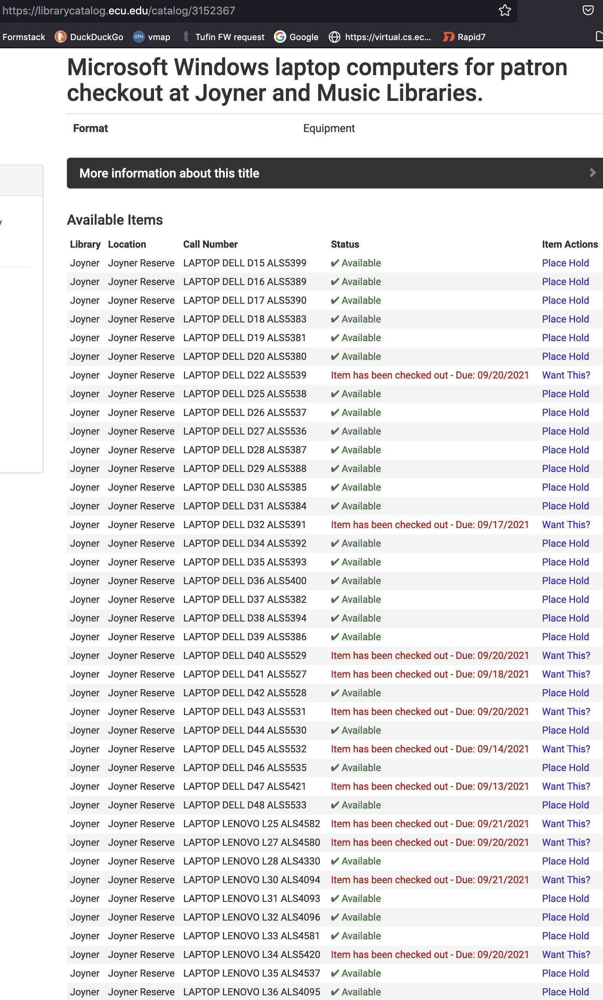 https://librarycatalog.ecu.edu/catalog/3152367
Formstack DuckDuckGo OTH vmap t Tufin FW request G Google https://virtual.cs.ec... Rapid7
Microsoft Windows laptop computers for patron
checkout at Joyner and Music Libraries.
Format Equipment
More information about this title
Available Items
Library Location Call Number Status Item Actions
Joyner Joyner Reserve LAPTOP DELL D15 ALS5399 ✔ Available Place Hold
Joyner Joyner Reserve LAPTOP DELL D16 ALS5389 ✔ Available Place Hold
Joyner Joyner Reserve LAPTOP DELL D17 ALS5390 ✔ Available Place Hold
Joyner Joyner Reserve LAPTOP DELL D18 ALS5383 ✔ Available Place Hold
Joyner Joyner Reserve LAPTOP DELL D19 ALS5381 ✔ Available Place Hold
Joyner Joyner Reserve LAPTOP DELL D20 ALS5380 ✔ Available Place Hold
Joyner Joyner Reserve LAPTOP DELL D22 ALS5539 Item has been checked out - Due: 09/20/2021 Want This?
Joyner Joyner Reserve LAPTOP DELL D25 ALS5538 ✔ Available Place Hold
Joyner Joyner Reserve LAPTOP DELL D26 ALS5537 ✔ Available Place Hold
Joyner Joyner Reserve LAPTOP DELL D27 ALS5536 ✔ Available Place Hold
Joyner Joyner Reserve LAPTOP DELL D28 ALS5387 ✔ Available Place Hold
Joyner Joyner Reserve LAPTOP DELL D29 ALS5388 ✔ Available Place Hold
Joyner Joyner Reserve LAPTOP DELL D30 ALS5385 ✔ Available Place Hold
Joyner Joyner Reserve LAPTOP DELL D31 ALS5384 ✔ Available Place Hold
Joyner Joyner Reserve LAPTOP DELL D32 ALS5391 Item has been checked out - Due: 09/17/2021 Want This?
Joyner Joyner Reserve LAPTOP DELL D34 ALS5392 ✔ Available Place Hold
Joyner Joyner Reserve LAPTOP DELL D35 ALS5393 ✔ Available Place Hold
Joyner Joyner Reserve LAPTOP DELL D36 ALS5400 ✔ Available Place Hold
Joyner Joyner Reserve LAPTOP DELL D37 ALS5382 ✔ Available Place Hold
Joyner Joyner Reserve LAPTOP DELL D38 ALS5394 ✔ Available Place Hold
Joyner Joyner Reserve LAPTOP DELL D39 ALS5386 ✔ Available Place Hold
Joyner Joyner Reserve LAPTOP DELL D40 ALS5529 Item has been checked out - Due: 09/20/2021 Want This?
Joyner Joyner Reserve LAPTOP DELL D41 ALS5527 Item has been checked out - Due: 09/18/2021 Want This?
Joyner Joyner Reserve LAPTOP DELL D42 ALS5528 ✔ Available Place Hold
Joyner Joyner Reserve LAPTOP DELL D43 ALS5531 Item has been checked out - Due: 09/20/2021 Want This?
Joyner Joyner Reserve LAPTOP DELL D44 ALS5530 ✔ Available Place Hold
Joyner Joyner Reserve LAPTOP DELL D45 ALS5532 Item has been checked out - Due: 09/14/2021 Want This?
Joyner Joyner Reserve LAPTOP DELL D46 ALS5535 ✔ Available Place Hold
Joyner Joyner Reserve LAPTOP DELL D47 ALS5421 Item has been checked out - Due: 09/13/2021 Want This?
Joyner Joyner Reserve LAPTOP DELL D48 ALS5533 ✔ Available Place Hold
Joyner Joyner Reserve LAPTOP LENOVO L25 ALS4582 Item has been checked out - Due: 09/21/2021 Want This?
Joyner Joyner Reserve LAPTOP LENOVO L27 ALS4580 Item has been checked out - Due: 09/20/2021 Want This?
Joyner Joyner Reserve LAPTOP LENOVO L28 ALS4330 ✔ Available Place Hold
Joyner Joyner Reserve LAPTOP LENOVO L30 ALS4094 Item has been checked out - Due: 09/21/2021 Want This?
Joyner Joyner Reserve LAPTOP LENOVO L31 ALS4093 ✔ Available Place Hold
Joyner Joyner Reserve LAPTOP LENOVO L32 ALS4096 ✔ Available Place Hold
Joyner Joyner Reserve LAPTOP LENOVO L33 ALS4581 ✔ Available Place Hold
Joyner Joyner Reserve LAPTOP LENOVO L34 ALS5420 Item has been checked out - Due: 09/20/2021 Want This?
Joyner Joyner Reserve LAPTOP LENOVO L35 ALS4537 ✔ Available Place Hold
Joyner Joyner Reserve LAPTOP LENOVO L36 ALS4095 ✔ Available Place Hold